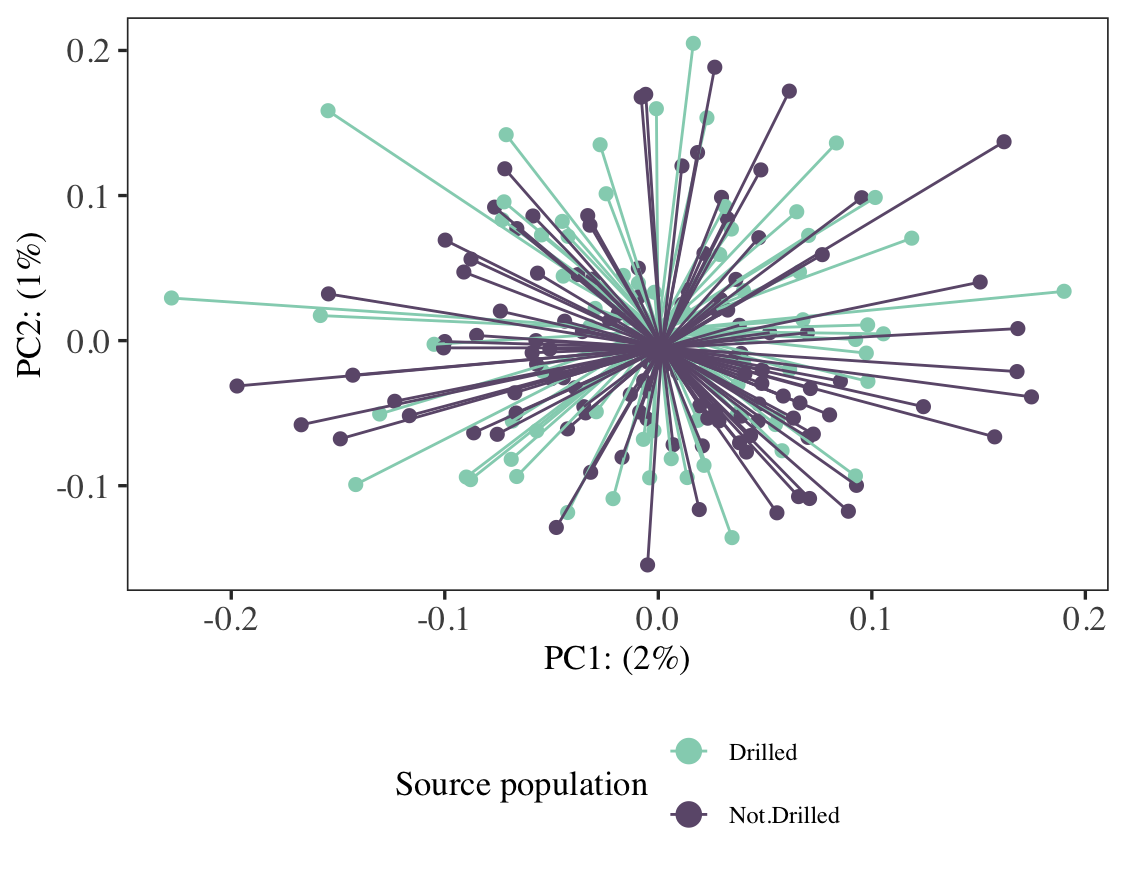 0.2
0.1
0.0
-0.1
PC2: (1%)
-0.2 -0.1 0.0 0.1 0.2
PC1: (2%)
Source population
Drilled
Not.Drilled